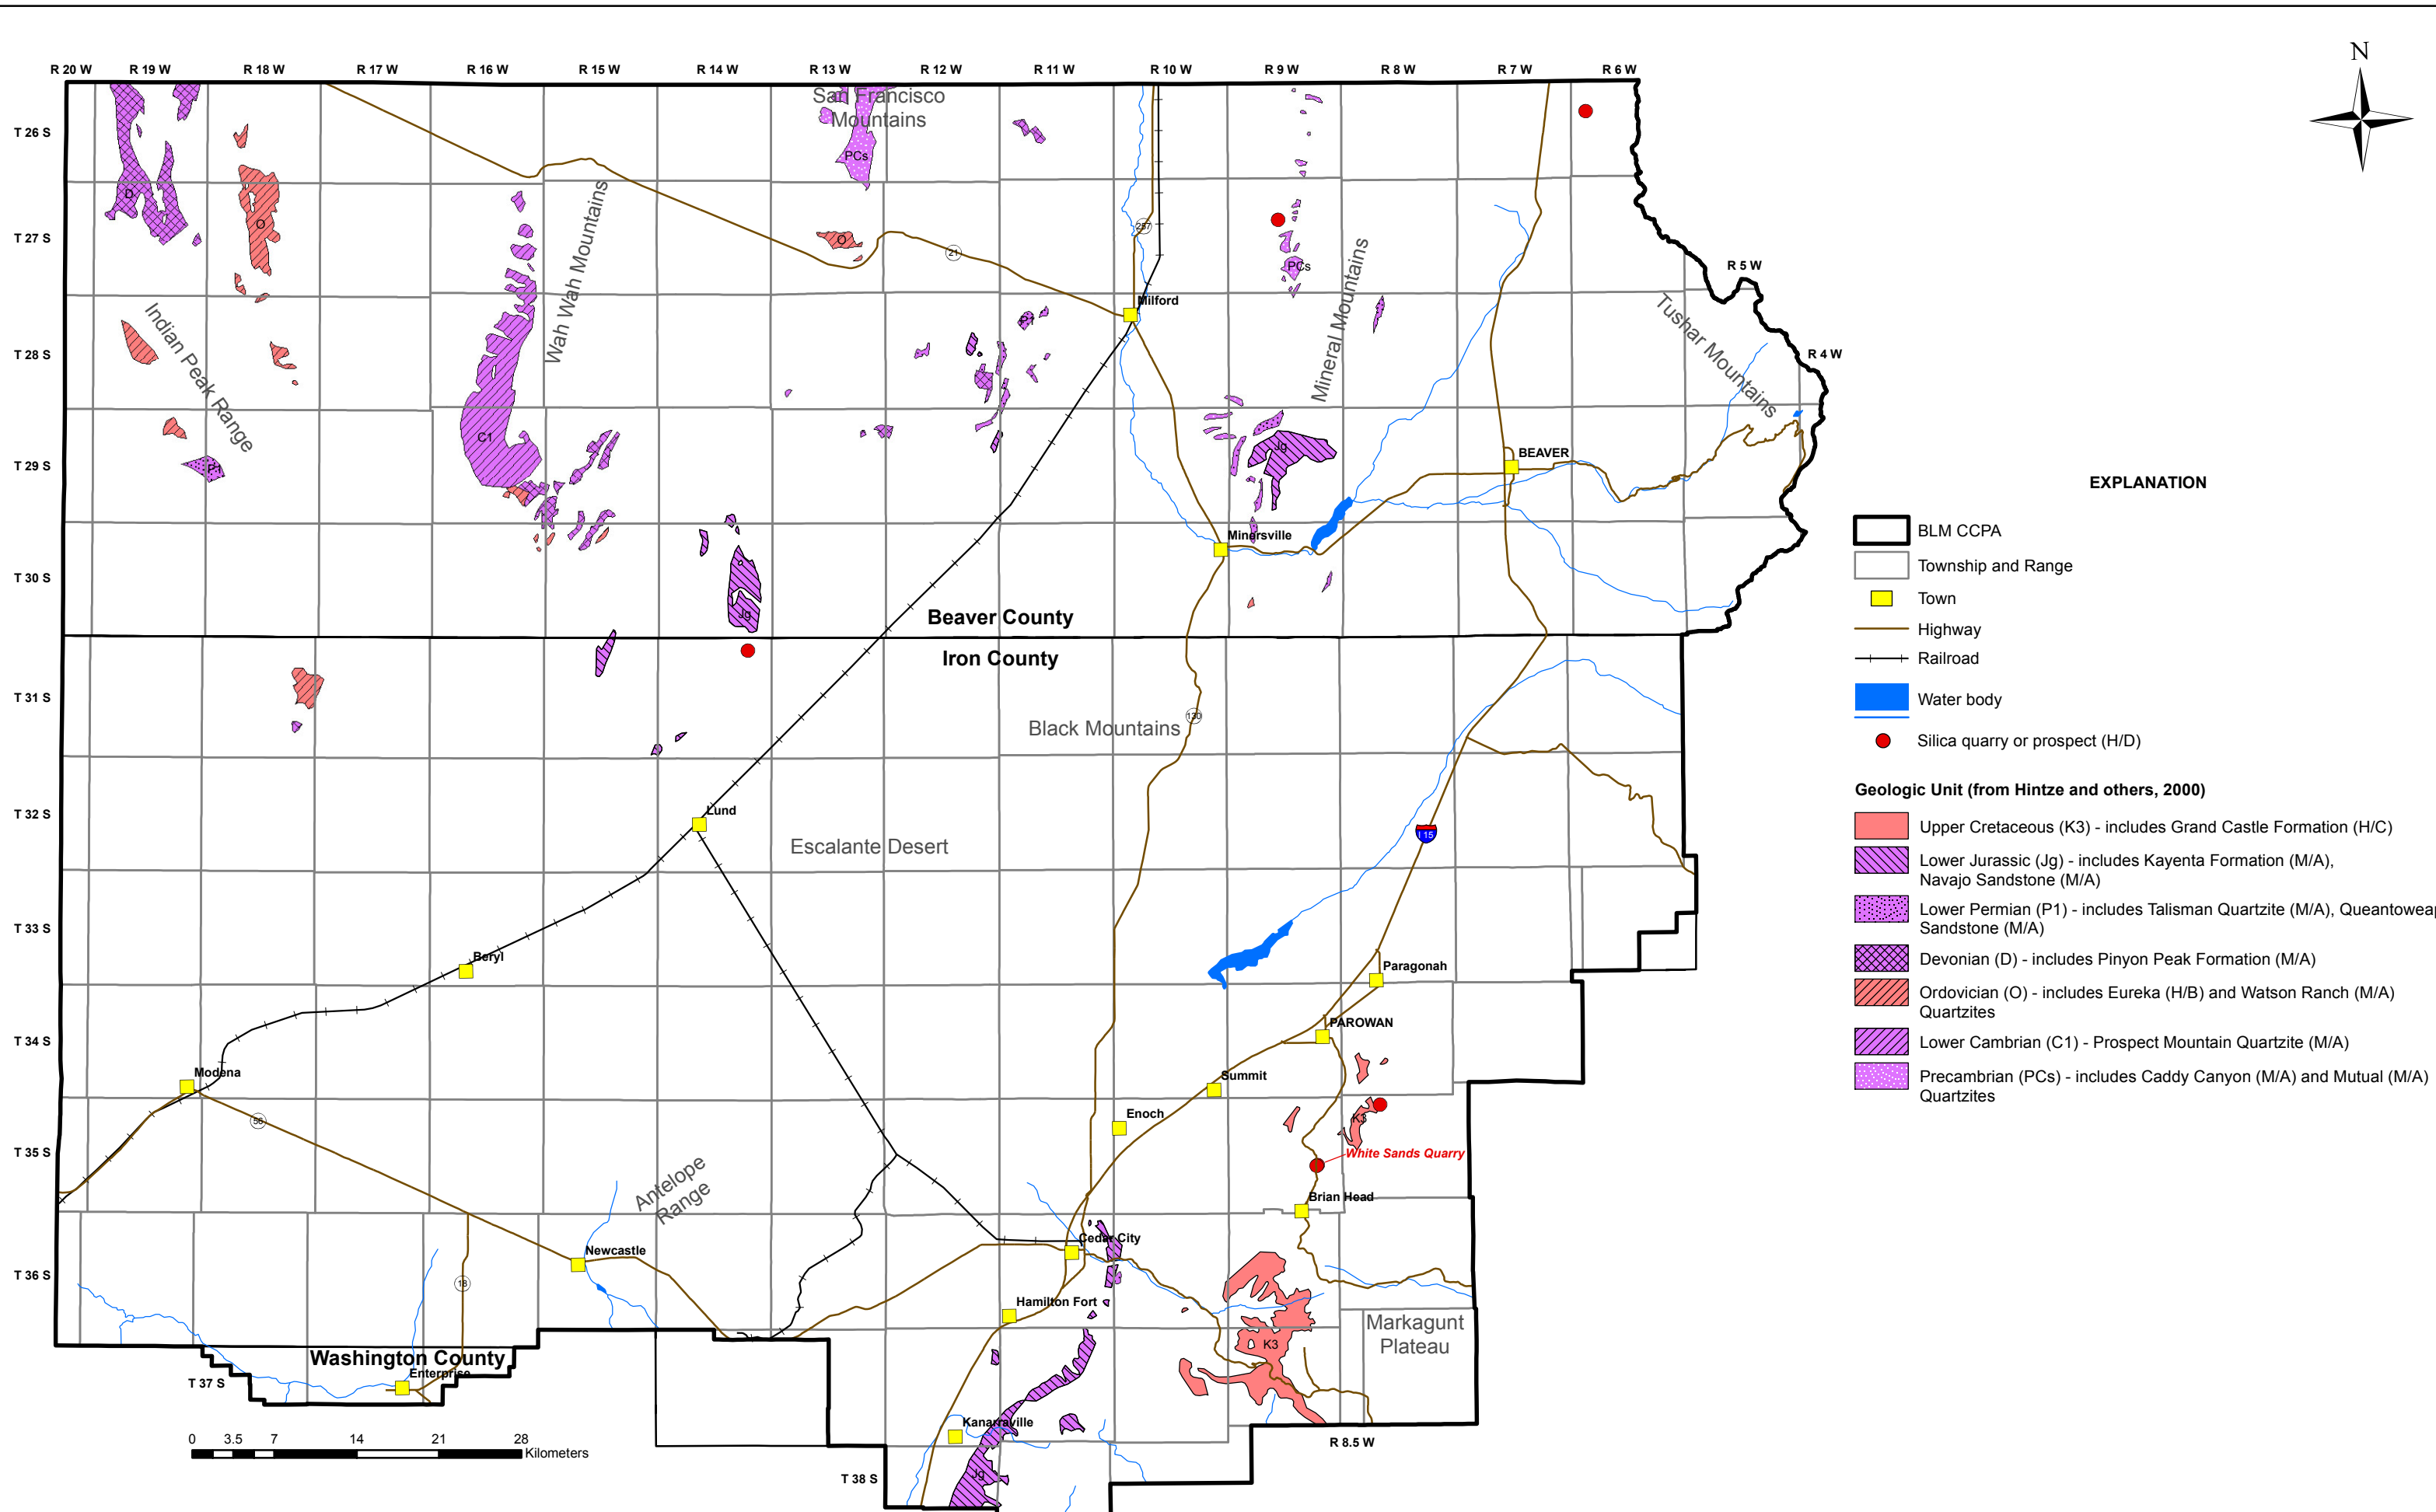 N
R 20 W
R 19 W
R 18 W
R 17 W
R 16 W
R 15 W
R 14 W
R 13 W
R 12 W
R 11 W
R 10 W
R 9 W
R 8 W
R 7 W
R 6 W
San Francisco
Mountains
T 26 S
PCs
D
O
T 27 S
O
21
257
PCs
R 5 W
Wah Wah Mountains
Mineral Mountains
Tushar Mountains
Indian Peak Range
Milford
P1
T 28 S
R 4 W
C1
Jg
BEAVER
T 29 S
P1
Minersville
T 30 S
Jg
Beaver County
Iron County
T 31 S
130
Black Mountains
Lund
T 32 S
I 15
Escalante Desert
T 33 S
Beryl
Paragonah
PAROWAN
T 34 S
Modena
Summit
56
Enoch
K3
T 35 S
White Sands Quarry
Antelope
Range
Brian Head
Cedar City
Newcastle
T 36 S
18
Hamilton Fort
Markagunt
Plateau
K3
Washington County
Enterprise
T 37 S
Kanarraville
R 8.5 W
T 38 S
Jg
0
3.5
7
14
21
28
Kilometers
EXPLANATION
BLM CCPA
Township and Range
Town
Highway
Railroad
Water body
Silica quarry or prospect (H/D)
Geologic Unit (from Hintze and others, 2000)
Upper Cretaceous (K3) - includes Grand Castle Formation (H/C)
Lower Jurassic (Jg) - includes Kayenta Formation (M/A),
Navajo Sandstone (M/A)
Lower Permian (P1) - includes Talisman Quartzite (M/A), Queantoweap
Sandstone (M/A)
Devonian (D) - includes Pinyon Peak Formation (M/A)
Ordovician (O) - includes Eureka (H/B) and Watson Ranch (M/A)
Quartzites
Lower Cambrian (C1) - Prospect Mountain Quartzite (M/A)
Precambrian (PCs) - includes Caddy Canyon (M/A) and Mutual (M/A)
Quartzites